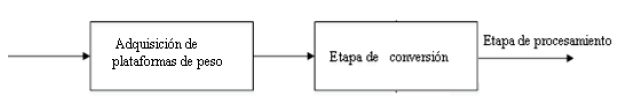 Adquisición de
plataformas de peso
Etapa de conversión
Etapa de procesamiento